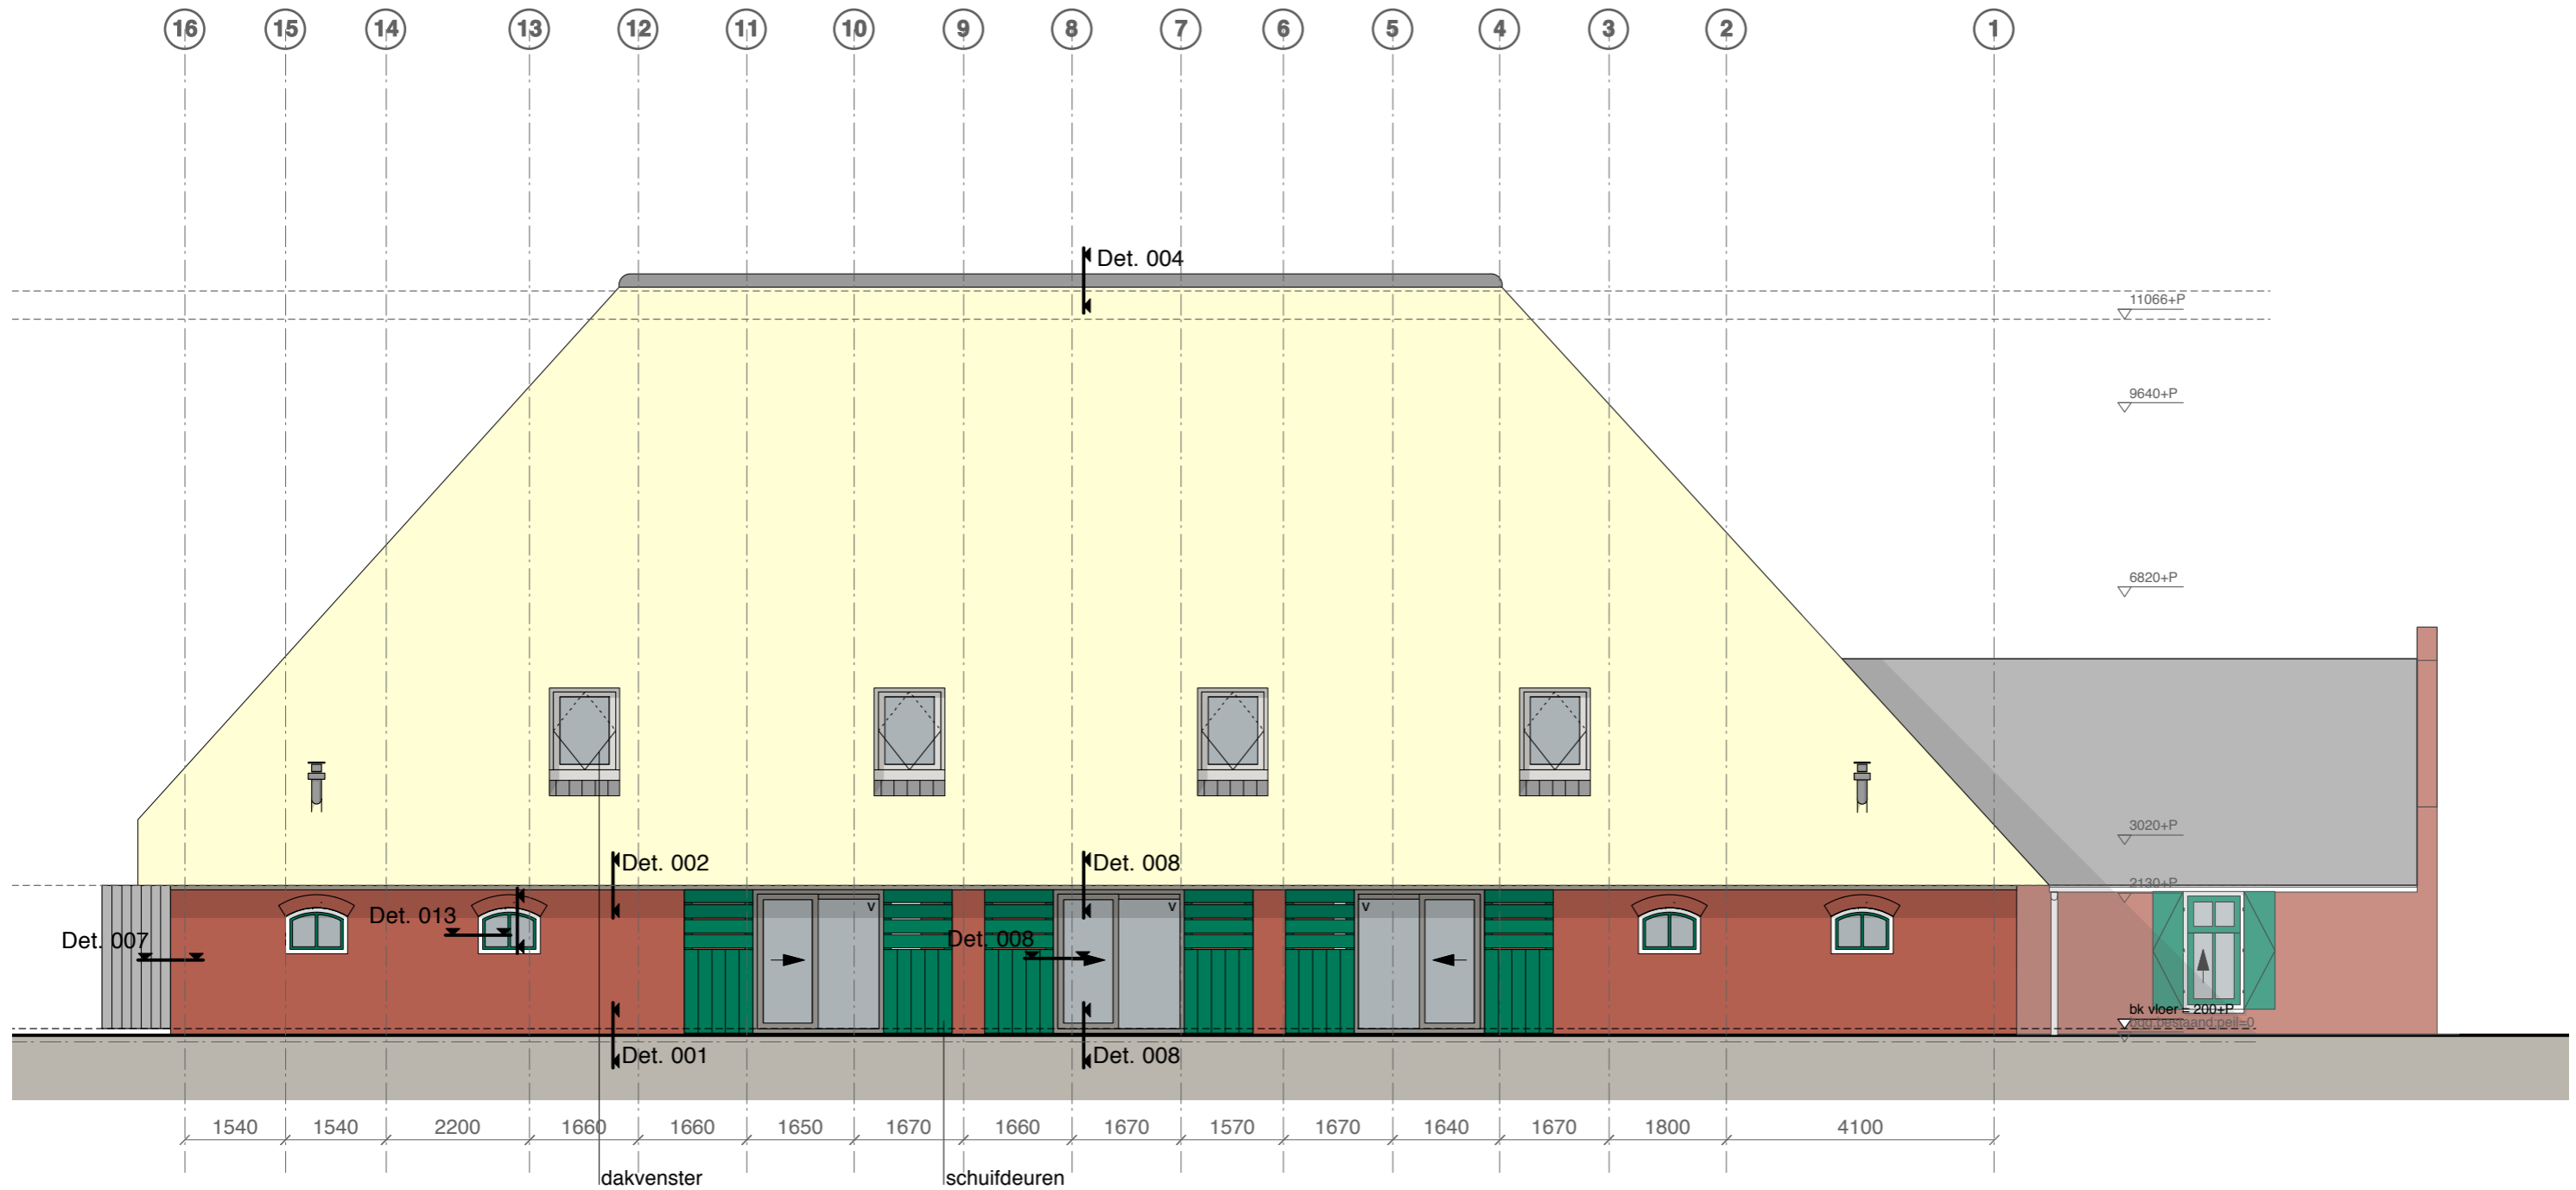 16 15 14 13 12 11 10 9 8 7 6 5 4 3 2 1
Det. 004
11066+P
9640+P
6820+P
3020+P
Det. 002
Det. 008
2130+P
v
v
v
Det. 013
Det. 007
Det. 008
bk vloer = 200+P
bestaand peil=0
Det. 001
Det. 008
1540 1540 2200 1660 1660 1650 1670 1660 1670 1570 1670 1640 1670 1800 4100
dakvenster
schuifdeuren